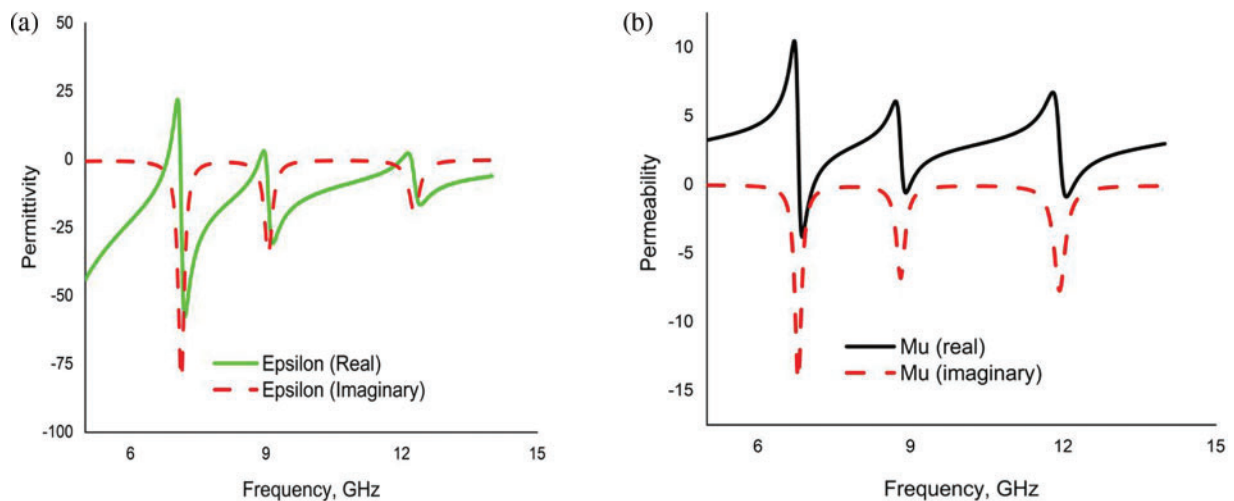 (a)
50
25
0
-25
-50
-75
-100
Permittivity
Epsilon (Real)
Epsilon (Imaginary)
6
9
12
15
Frequency, GHz
(b)
10
5
0
-5
-10
-15
Permeability
Mu (real)
Mu (imaginary)
6
9
12
15
Frequency, GHz